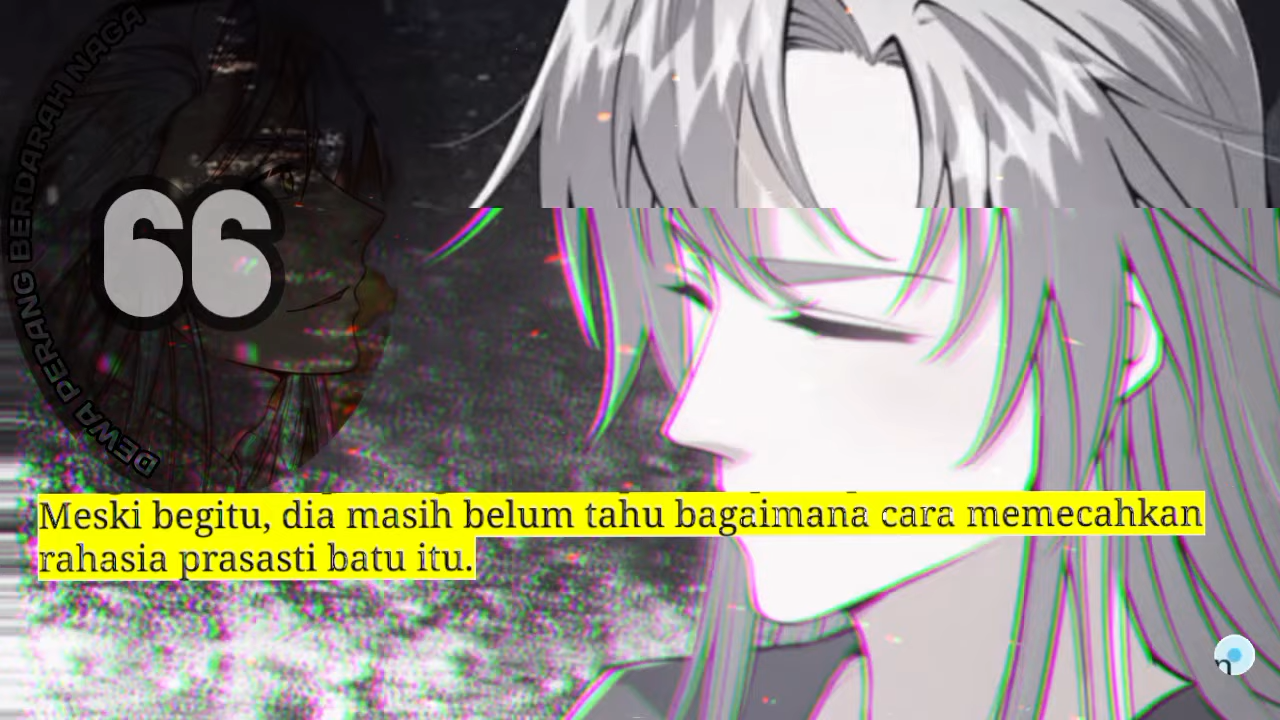 DEWA PERANG BERDARAH NAGA
66
Meski begitu, dia masih belum tahu bagaimana cara memecahkan
rahasia prasasti batu itu.
n